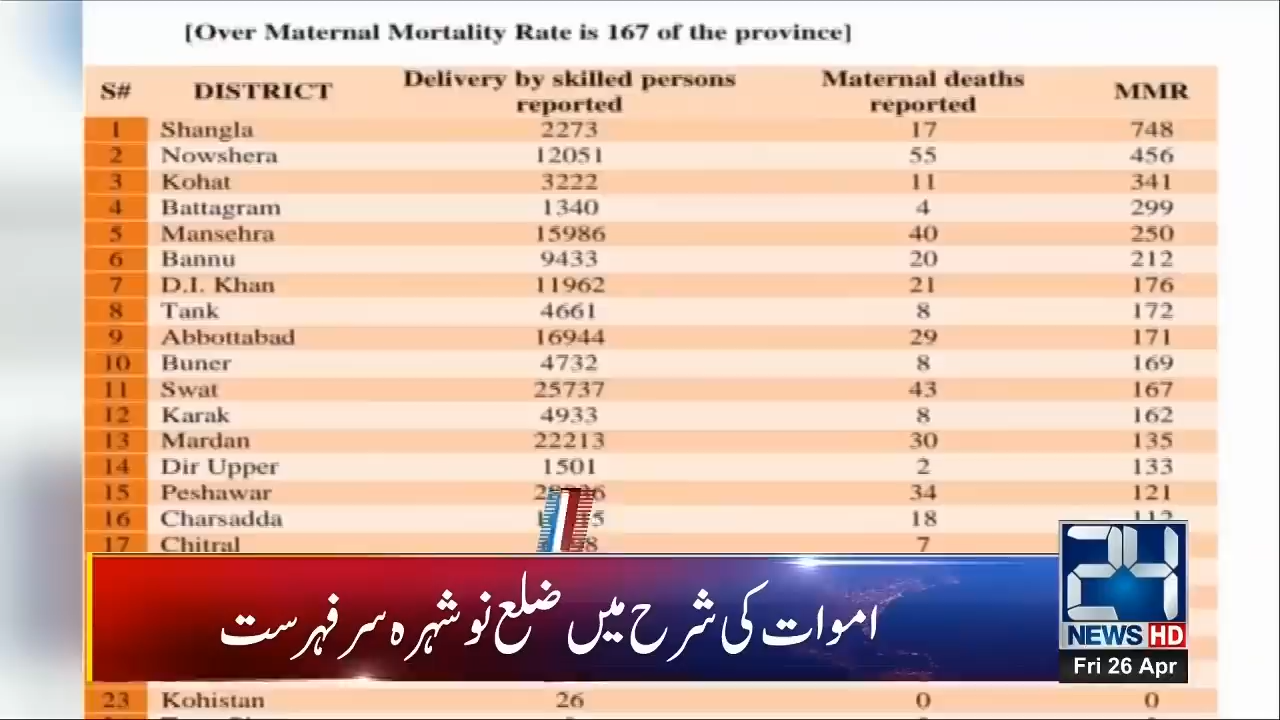 [Over Maternal Mortality Rate is 167 of the province]
S# DISTRICT Delivery by skilled persons reported Maternal deaths reported MMR
1 Shangla 2273 17 748
2 Nowshera 12051 55 456
3 Kohat 3222 11 341
4 Battagram 1340 4 299
5 Mansehra 15986 40 250
6 Bannu 9433 20 212
7 D.I. Khan 11962 21 176
8 Tank 4661 8 172
9 Abbottabad 16944 29 171
10 Buner 4732 8 169
11 Swat 25737 43 167
12 Karak 4933 8 162
13 Mardan 22213 30 135
14 Dir Upper 1501 2 133
15 Peshawar 34 121
16 Charsadda 18 112
17 Chitral 7
اموات کی شرح میں ضلع نوشہرہ سرفہرست
24
NEWS HD
Fri 26 Apr
23 Kohistan 26 0 0